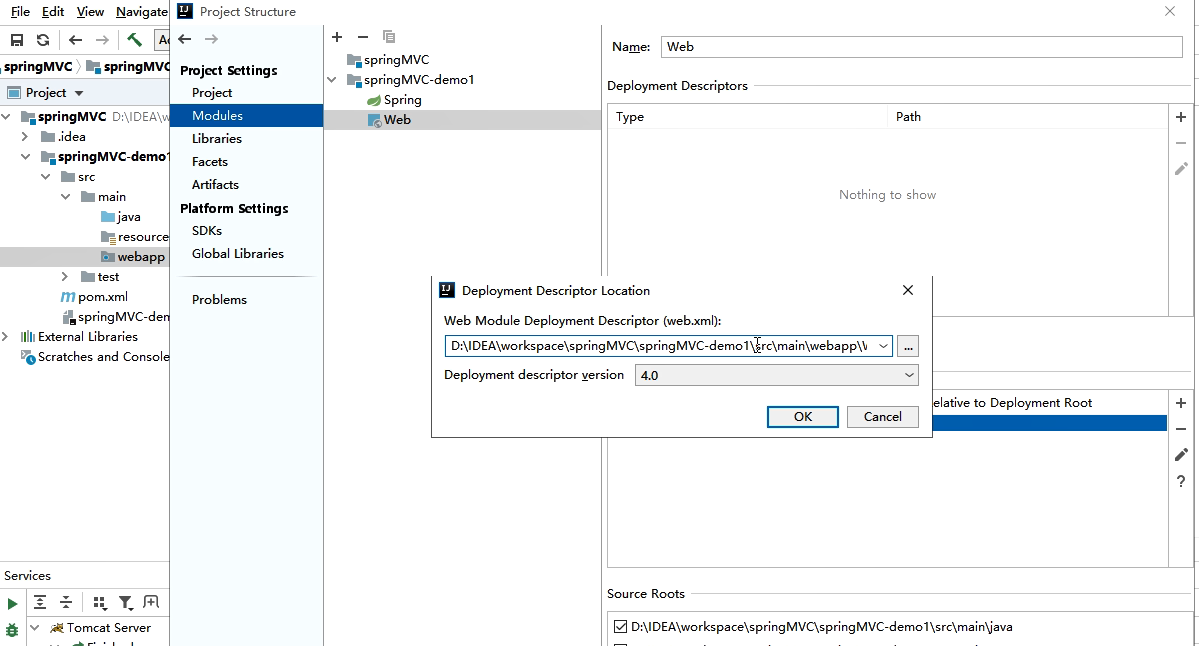 File Edit View Navigate
Project Structure
springMVC springMVC
Project
springMVC D:\IDEA\w
.idea
springMVC-demo1
src
main
java
resource
webapp
test
pom.xml
springMVC-den
External Libraries
Scratches and Console
Services
Tomcat Server
Project Settings
Project
Modules
Libraries
Facets
Artifacts
Platform Settings
SDKs
Global Libraries
Problems
springMVC
springMVC-demo1
Spring
Web
Name: Web
Deployment Descriptors
Type Path
Nothing to show
Deployment Descriptor Location
Web Module Deployment Descriptor (web.xml):
D:\IDEA\workspace\springMVC\springMVC-demo1\src\main\webapp\
...
Deployment descriptor version 4.0
OK Cancel
elative to Deployment Root
?
Source Roots
D:\IDEA\workspace\springMVC\springMVC-demo1\src\main\java